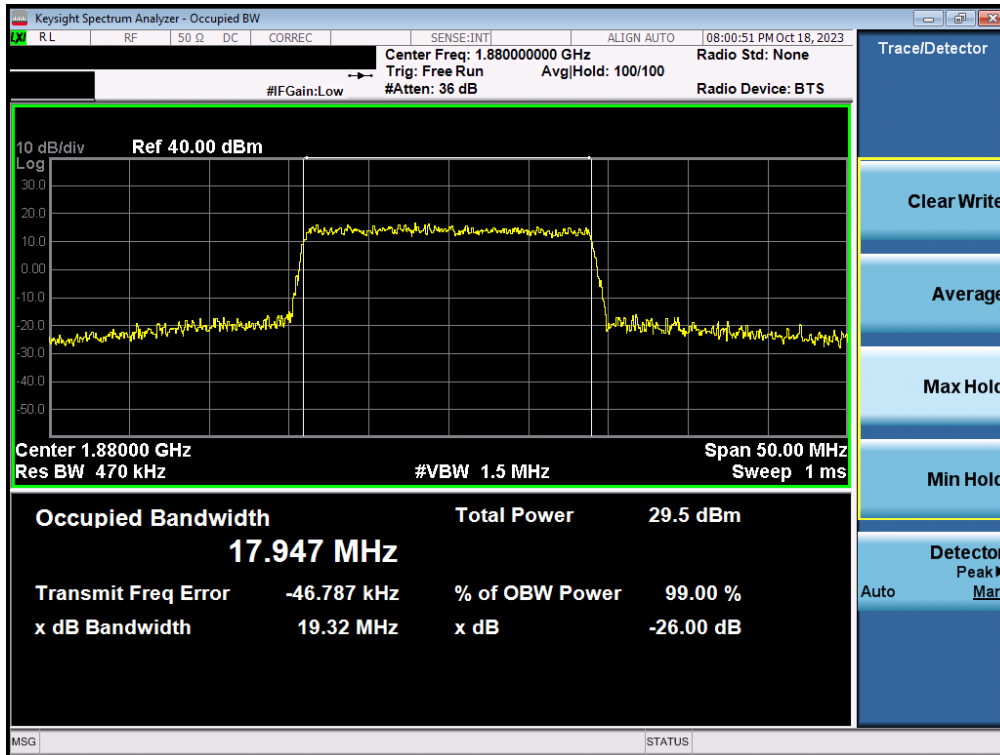 Keysight Spectrum Analyzer - Occupied BW
LXI RL RF 50 Ω DC CORREC SENSE:INT ALIGN AUTO 08:00:51 PM Oct 18, 2023
Center Freq: 1.880000000 GHz Radio Std: None
Trig: Free Run Avg|Hold: 100/100
#IFGain:Low #Atten: 36 dB Radio Device: BTS
Trace/Detector
10 dB/div Ref 40.00 dBm
Log
30.0
20.0
10.0
0.00
-10.0
-20.0
-30.0
-40.0
-50.0
Center 1.88000 GHz Span 50.00 MHz
Res BW 470 kHz #VBW 1.5 MHz Sweep 1 ms
Occupied Bandwidth Total Power 29.5 dBm
17.947 MHz
Transmit Freq Error -46.787 kHz % of OBW Power 99.00 %
x dB Bandwidth 19.32 MHz x dB -26.00 dB
Clear Write
Average
Max Hold
Min Hold
Detector
Peak
Auto Man
MSG STATUS